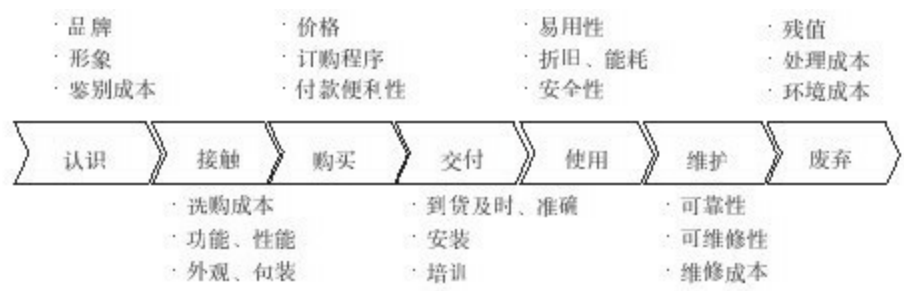 · 品牌
· 形象
· 鉴别成本
· 价格
· 订购程序
· 付款便利性
· 易用性
· 折旧、能耗
· 安全性
· 残值
· 处理成本
· 环境成本
认识
接触
购买
交付
使用
维护
废弃
· 选购成本
· 功能、性能
· 外观、包装
· 到货及时、准确
· 安装
· 培训
· 可靠性
· 可维修性
· 维修成本